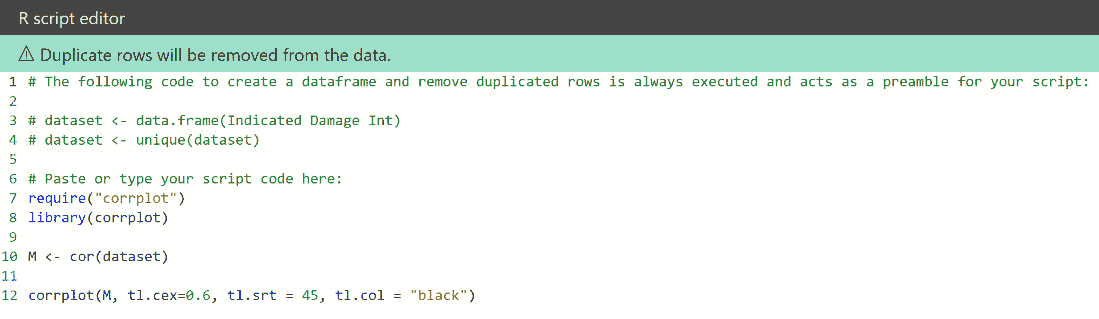 R script editor
⚠ Duplicate rows will be removed from the data.
1 # The following code to create a dataframe and remove duplicated rows is always executed and acts as a preamble for your script:
2
3 # dataset <- data.frame(Indicated Damage Int)
4 # dataset <- unique(dataset)
5
6 # Paste or type your script code here:
7 require("corrplot")
8 library(corrplot)
9
10 M <- cor(dataset)
11
12 corrplot(M, tl.cex=0.6, tl.srt = 45, tl.col = "black")